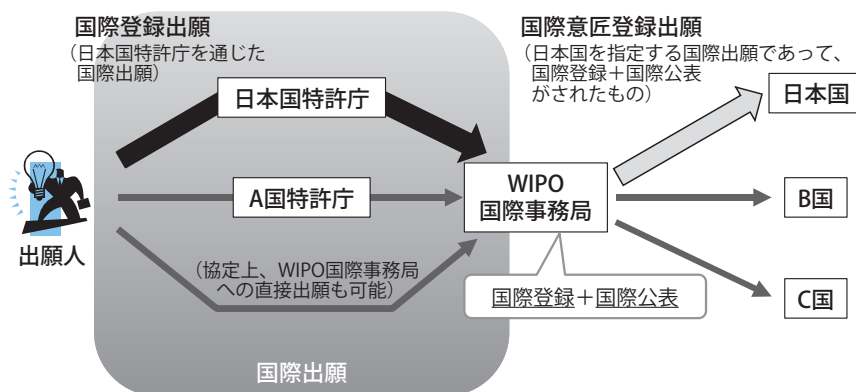 国際登録出願
（日本国特許庁を通じた
国際出願）
国際意匠登録出願
（日本国を指定する国際出願であって、
国際登録＋国際公表
がされたもの）
日本国特許庁
日本国
A国特許庁
WIPO
国際事務局
B国
出願人
（協定上、WIPO国際事務局
への直接出願も可能）
国際登録＋国際公表
C国
国際出願